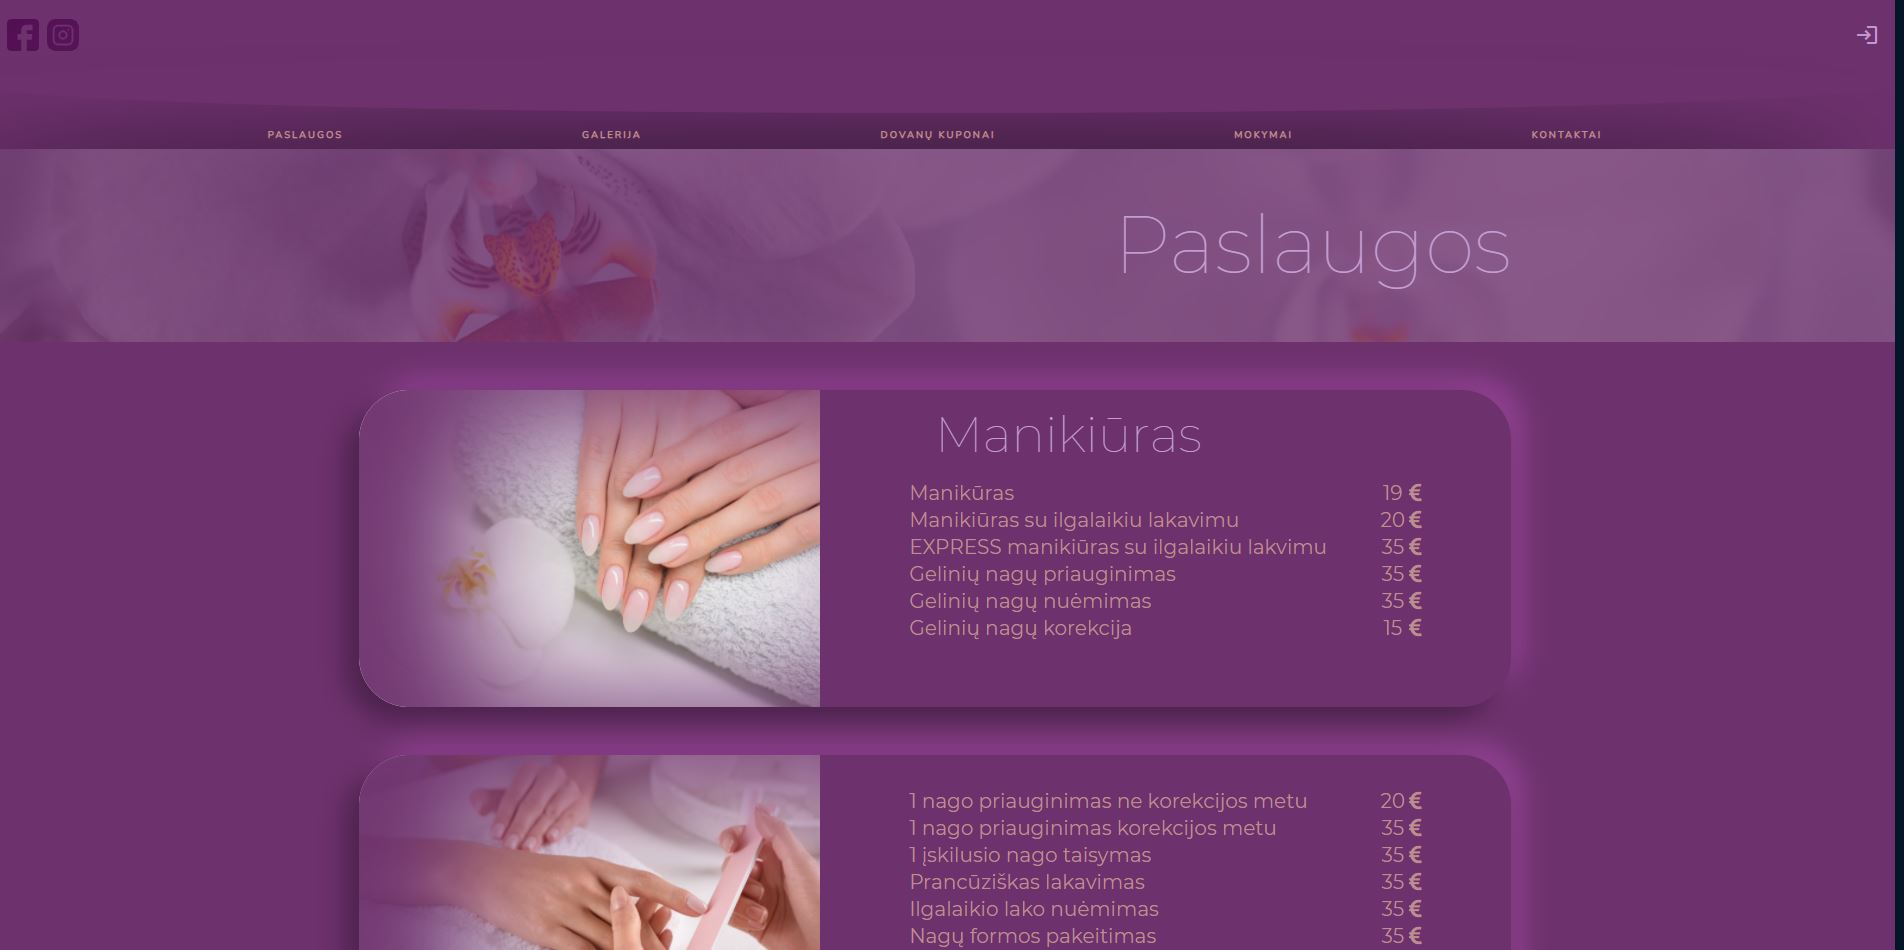 PASLAUGOS GALERIJA DOVANŲ KUPONAI MOKYMAI KONTAKTAI
Paslaugos
Manikiūras
Manikūras 19 €
Manikiūras su ilgalaikiu lakavimu 20 €
EXPRESS manikiūras su ilgalaikiu lakvimu 35 €
Gelinių nagų priauginimas 35 €
Gelinių nagų nuėmimas 35 €
Gelinių nagų korekcija 15 €
1 nago priauginimas ne korekcijos metu 20 €
1 nago priauginimas korekcijos metu 35 €
1 įskilusio nago taisymas 35 €
Prancūziškas lakavimas 35 €
Ilgalaikio lako nuėmimas 35 €
Nagų formos pakeitimas 35 €